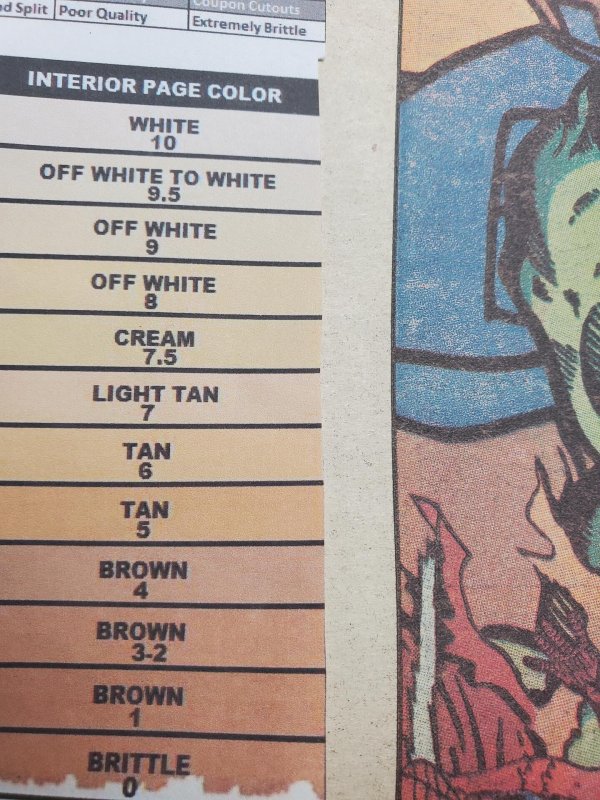 d Split Poor Quality Coupon Cutouts
Extremely Brittle
INTERIOR PAGE COLOR
WHITE
10
OFF WHITE TO WHITE
9.5
OFF WHITE
9
OFF WHITE
8
CREAM
7.5
LIGHT TAN
7
TAN
6
TAN
5
BROWN
4
BROWN
3-2
BROWN
1
BRITTLE
0